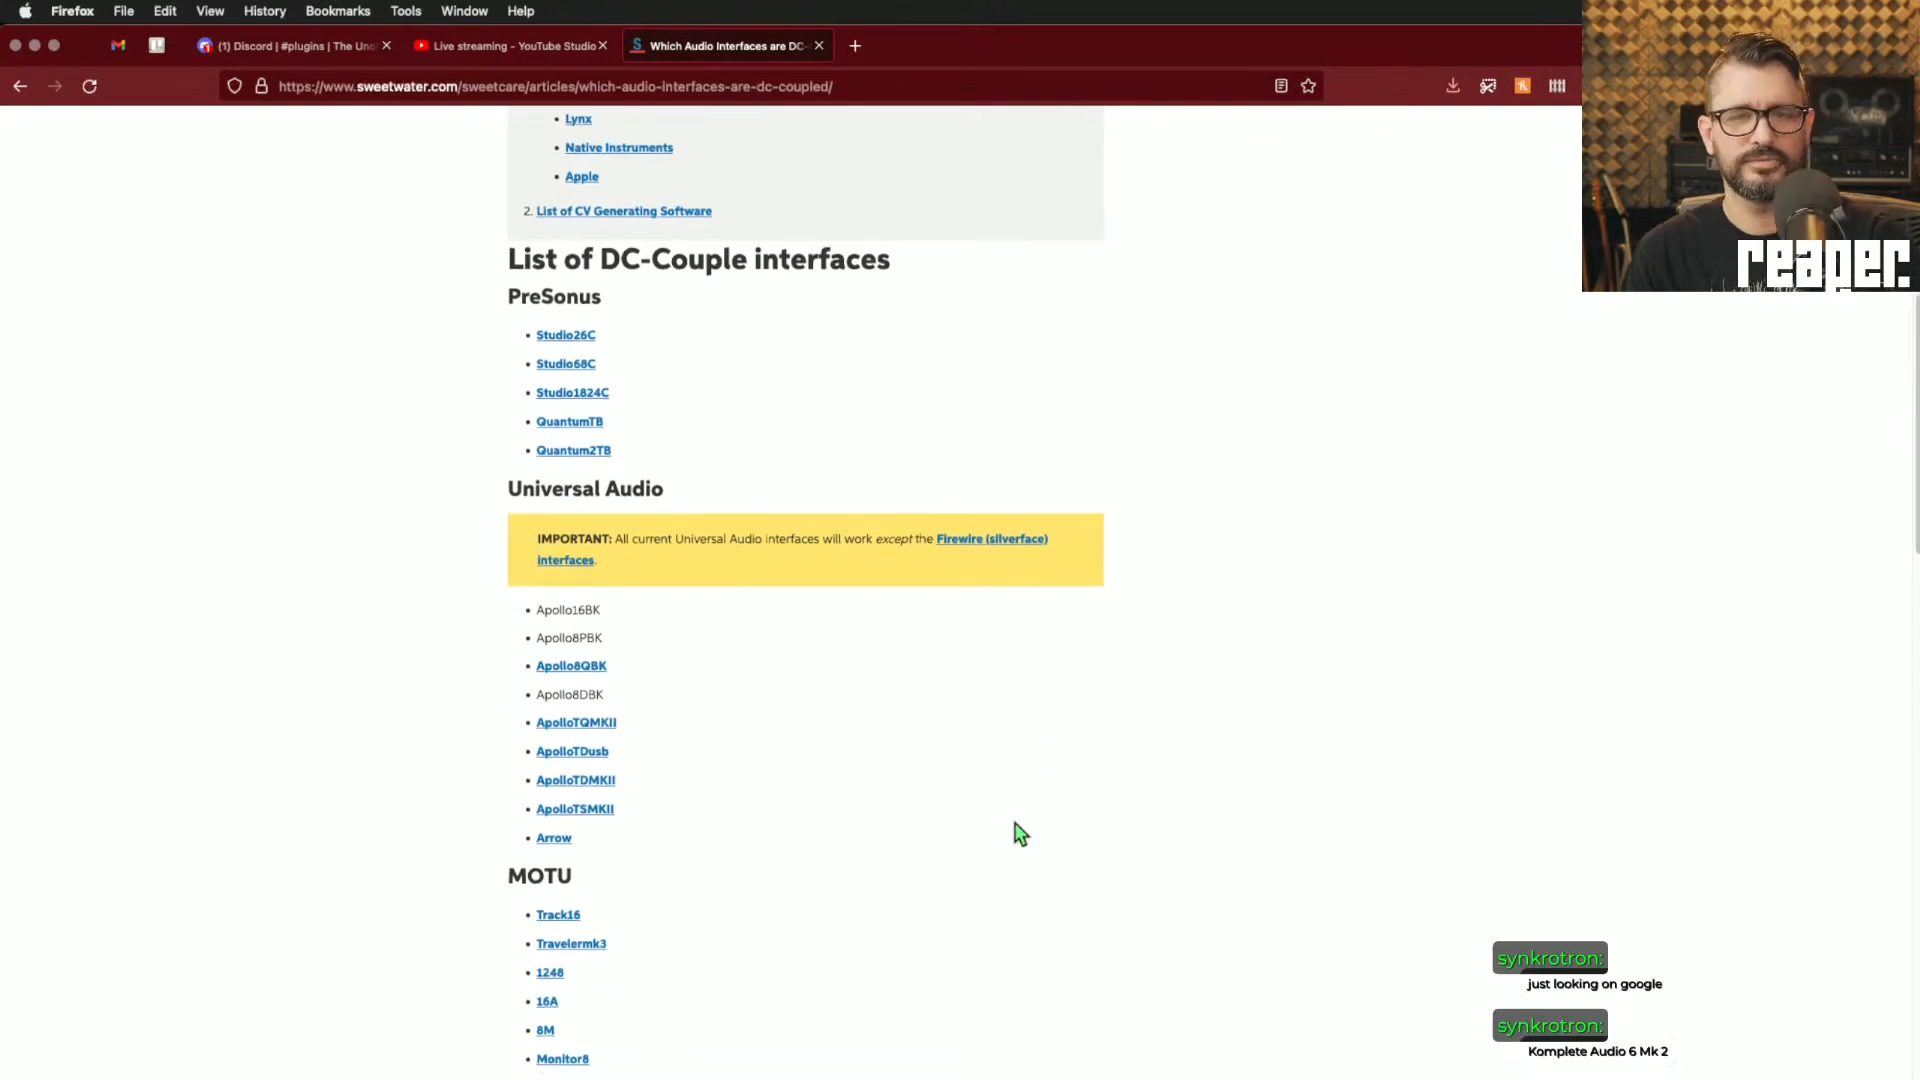 Firefox File Edit View History Bookmarks Tools Window Help
(1) Discord | #plugins | The Uno
Live streaming - YouTube Studio
Which Audio Interfaces are DC-
https://www.sweetwater.com/sweetcare/articles/which-audio-interfaces-are-dc-coupled/
• Lynx
• Native Instruments
• Apple
2. List of CV Generating Software
List of DC-Couple interfaces
PreSonus
• Studio26C
• Studio68C
• Studio1824C
• QuantumTB
• Quantum2TB
Universal Audio
IMPORTANT: All current Universal Audio interfaces will work except the Firewire (silverface)
interfaces.
• Apollo16BK
• Apollo8PBK
• Apollo8QBK
• Apollo8DBK
• ApolloTQMKII
• ApolloTDusb
• ApolloTDMKII
• ApolloTSMKII
• Arrow
MOTU
• Track16
• Travelermk3
• 1248
• 16A
• 8M
• Monitor8
reaper.
synkrotron:
just looking on google
synkrotron:
Komplete Audio 6 Mk 2